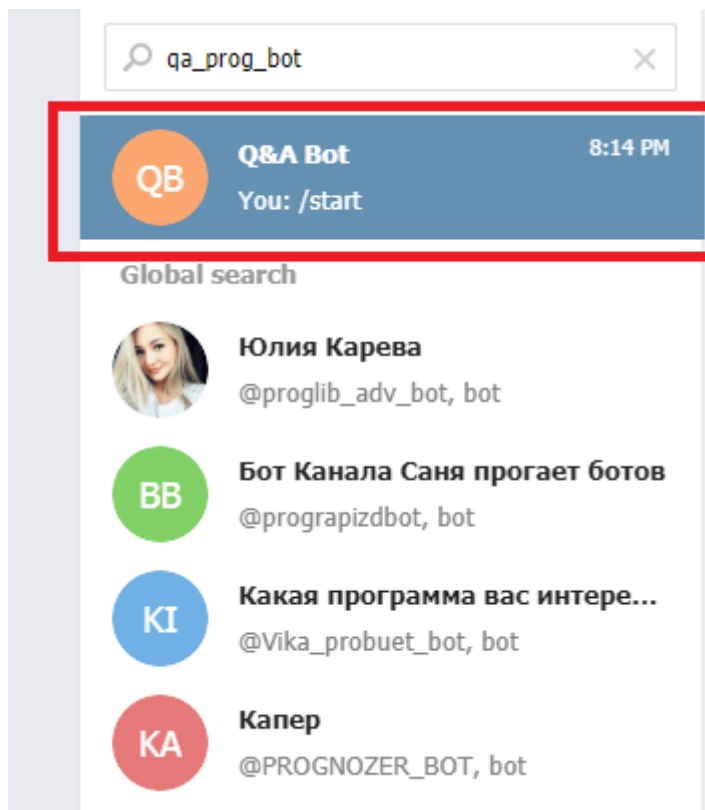 qa_prog_bot
QB
Q&A Bot 8:14 PM
You: /start
Global search
Юлия Карева
@proglib_adv_bot, bot
BB
Бот Канала Саня прогает ботов
@prograpizdbot, bot
KI
Какая программа вас интере...
@Vika_probuet_bot, bot
KA
Капер
@PROGNOZER_BOT, bot